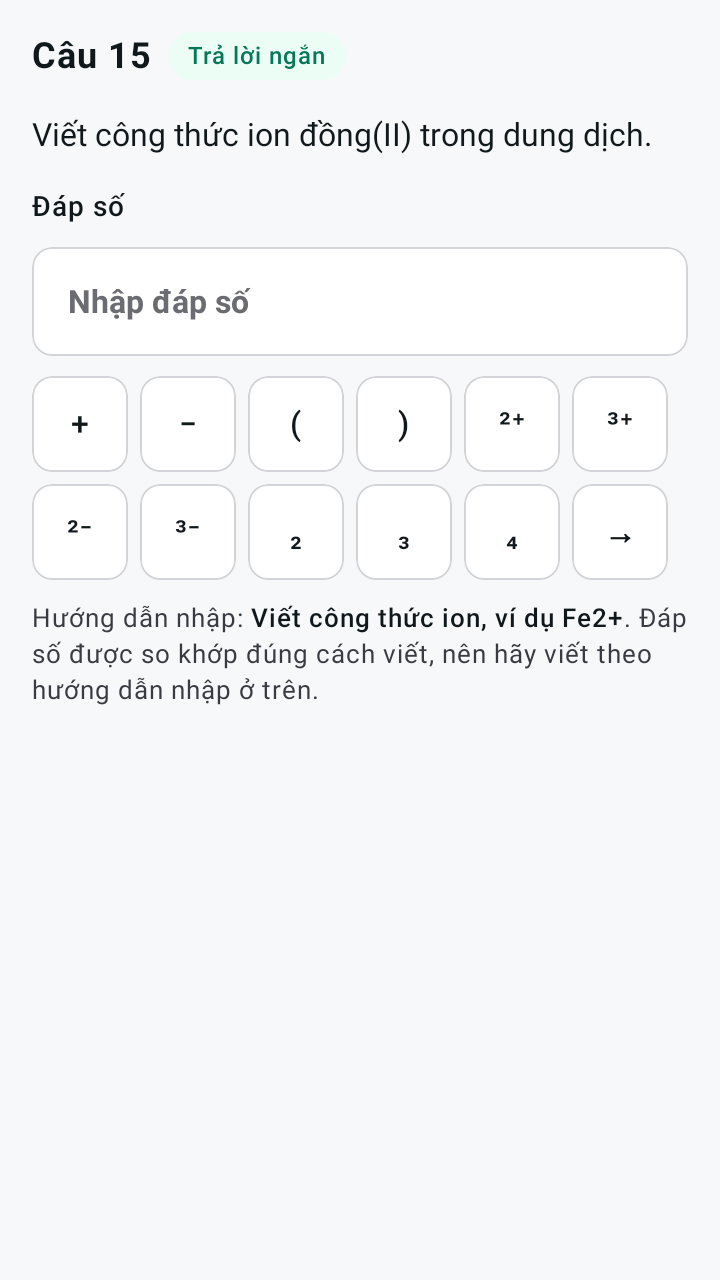 Câu 15 Trả lời ngắn
Viết công thức ion đồng(II) trong dung dịch.
Đáp số
Nhập đáp số
+ − ( ) ²⁺ ³⁺
²⁻ ³⁻ ₂ ₃ ₄ →
Hướng dẫn nhập: Viết công thức ion, ví dụ Fe2+. Đáp
số được so khớp đúng cách viết, nên hãy viết theo
hướng dẫn nhập ở trên.